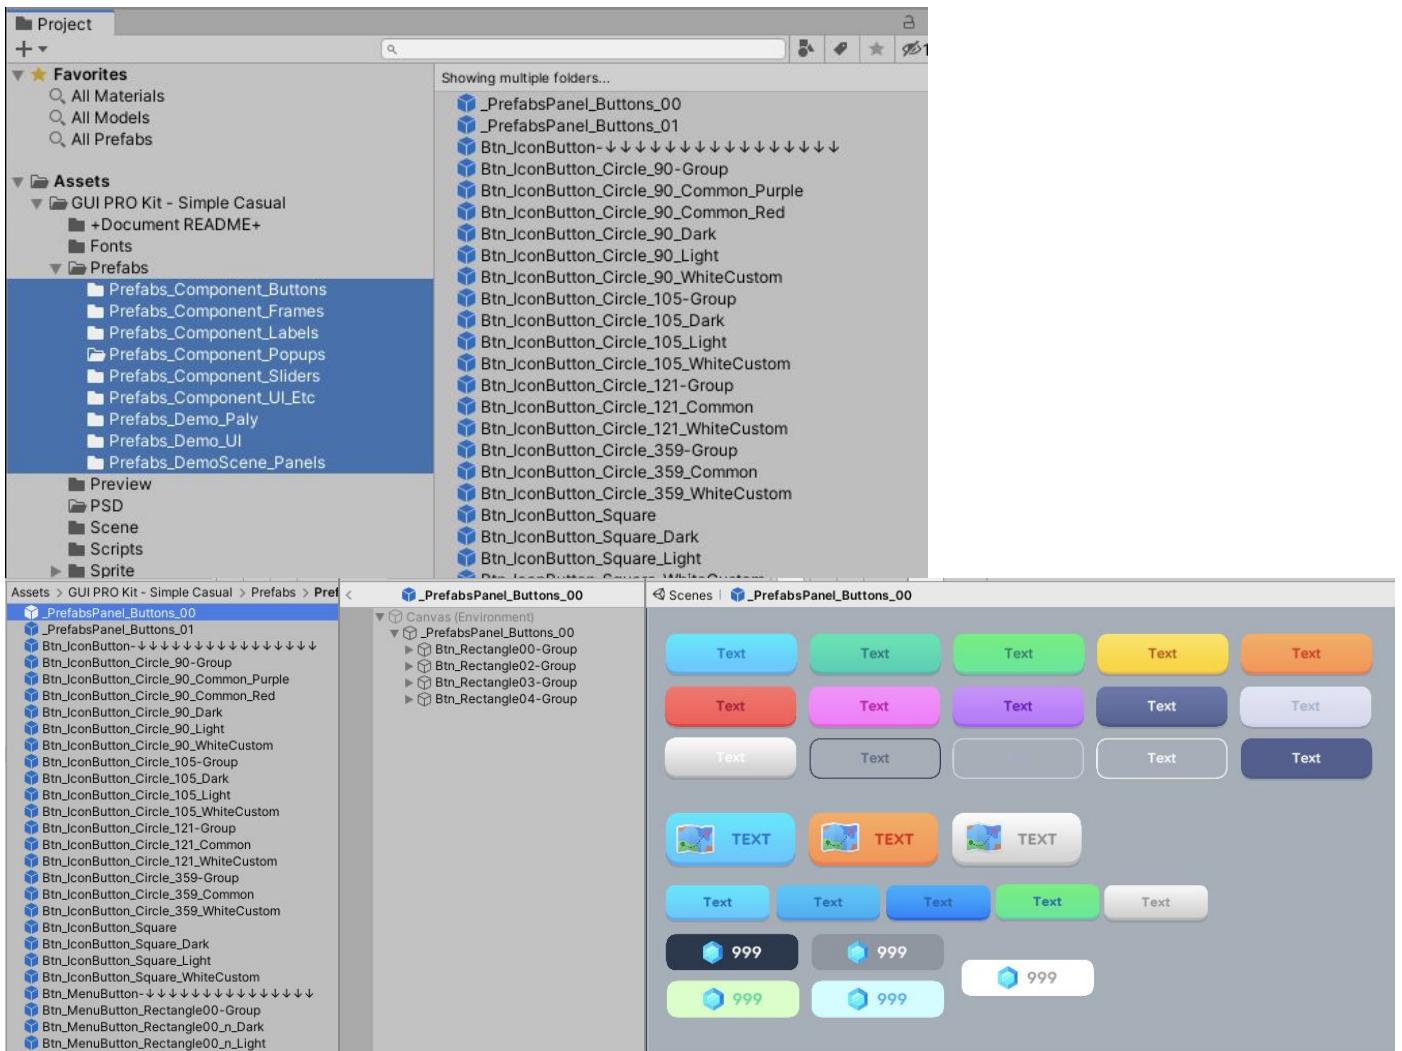 Project
1
Favorites
All Materials
All Models
All Prefabs
Assets
GUI PRO Kit - Simple Casual
+Document README+
Fonts
Prefabs
Prefabs_Component_Buttons
Prefabs_Component_Frames
Prefabs_Component_Labels
Prefabs_Component_Popups
Prefabs_Component_Sliders
Prefabs_Component_UI_Etc
Prefabs_Demo_Paly
Prefabs_Demo_UI
Prefabs_DemoScene_Panels
Preview
PSD
Scene
Scripts
Sprite
Showing multiple folders...
_PrefabsPanel_Buttons_00
_PrefabsPanel_Buttons_01
Btn_IconButton-↓↓↓↓↓↓↓↓↓↓↓↓↓↓↓↓
Btn_IconButton_Circle_90-Group
Btn_IconButton_Circle_90_Common_Purple
Btn_IconButton_Circle_90_Common_Red
Btn_IconButton_Circle_90_Dark
Btn_IconButton_Circle_90_Light
Btn_IconButton_Circle_90_WhiteCustom
Btn_IconButton_Circle_105-Group
Btn_IconButton_Circle_105_Dark
Btn_IconButton_Circle_105_Light
Btn_IconButton_Circle_105_WhiteCustom
Btn_IconButton_Circle_121-Group
Btn_IconButton_Circle_121_Common
Btn_IconButton_Circle_121_WhiteCustom
Btn_IconButton_Circle_359-Group
Btn_IconButton_Circle_359_Common
Btn_IconButton_Circle_359_WhiteCustom
Btn_IconButton_Square
Btn_IconButton_Square_Dark
Btn_IconButton_Square_Light
Assets > GUI PRO Kit - Simple Casual > Prefabs > Pref
_PrefabsPanel_Buttons_00
_PrefabsPanel_Buttons_01
Btn_IconButton-↓↓↓↓↓↓↓↓↓↓↓↓↓↓↓↓
Btn_IconButton_Circle_90-Group
Btn_IconButton_Circle_90_Common_Purple
Btn_IconButton_Circle_90_Common_Red
Btn_IconButton_Circle_90_Dark
Btn_IconButton_Circle_90_Light
Btn_IconButton_Circle_90_WhiteCustom
Btn_IconButton_Circle_105-Group
Btn_IconButton_Circle_105_Dark
Btn_IconButton_Circle_105_Light
Btn_IconButton_Circle_105_WhiteCustom
Btn_IconButton_Circle_121-Group
Btn_IconButton_Circle_121_Common
Btn_IconButton_Circle_121_WhiteCustom
Btn_IconButton_Circle_359-Group
Btn_IconButton_Circle_359_Common
Btn_IconButton_Circle_359_WhiteCustom
Btn_IconButton_Square
Btn_IconButton_Square_Dark
Btn_IconButton_Square_Light
Btn_IconButton_Square_WhiteCustom
Btn_MenuButton-↓↓↓↓↓↓↓↓↓↓↓↓↓↓↓
Btn_MenuButton_Rectangle00-Group
Btn_MenuButton_Rectangle00_n_Dark
Btn_MenuButton_Rectangle00_n_Light
_PrefabsPanel_Buttons_00
Canvas (Environment)
_PrefabsPanel_Buttons_00
Btn_Rectangle00-Group
Btn_Rectangle02-Group
Btn_Rectangle03-Group
Btn_Rectangle04-Group
Scenes | _PrefabsPanel_Buttons_00
Text Text Text Text Text
Text Text Text Text Text
Text Text Text Text
TEXT TEXT TEXT
Text Text Text Text Text
999 999
999
999 999